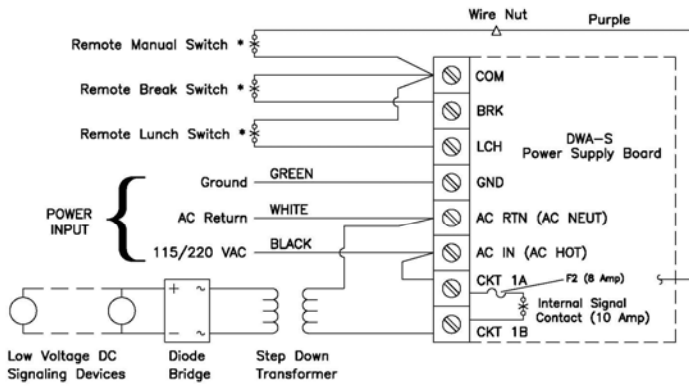 Wire Nut
Purple
Remote Manual Switch *
Remote Break Switch *
Remote Lunch Switch *
COM
BRK
LCH
GND
AC RTN (AC NEUT)
AC IN (AC HOT)
CKT 1A
CKT 1B
DWA-S
Power Supply Board
F2 (8 Amp)
Internal Signal
Contact (10 Amp)
POWER
INPUT
Ground
GREEN
AC Return
WHITE
115/220 VAC
BLACK
+ ~
- ~
Low Voltage DC
Signaling Devices
Diode
Bridge
Step Down
Transformer